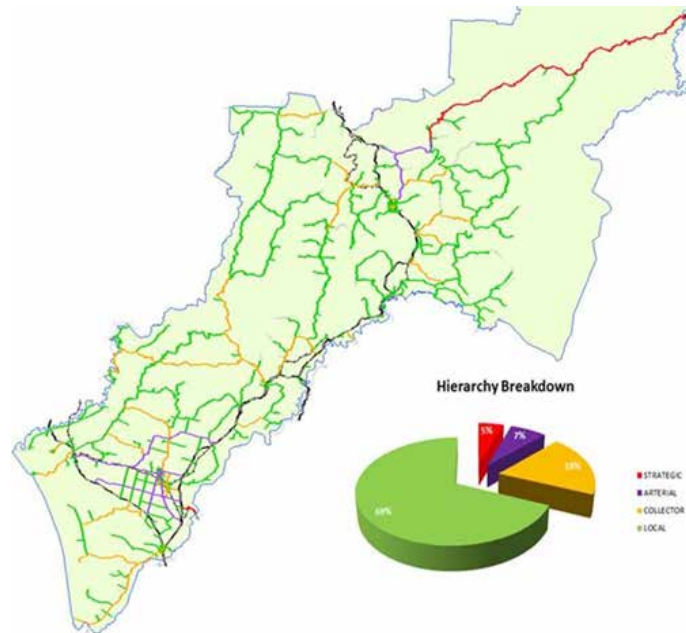 Hierarchy Breakdown
5%
7%
19%
69%
STRATEGIC
ARTERIAL
COLLECTOR
LOCAL